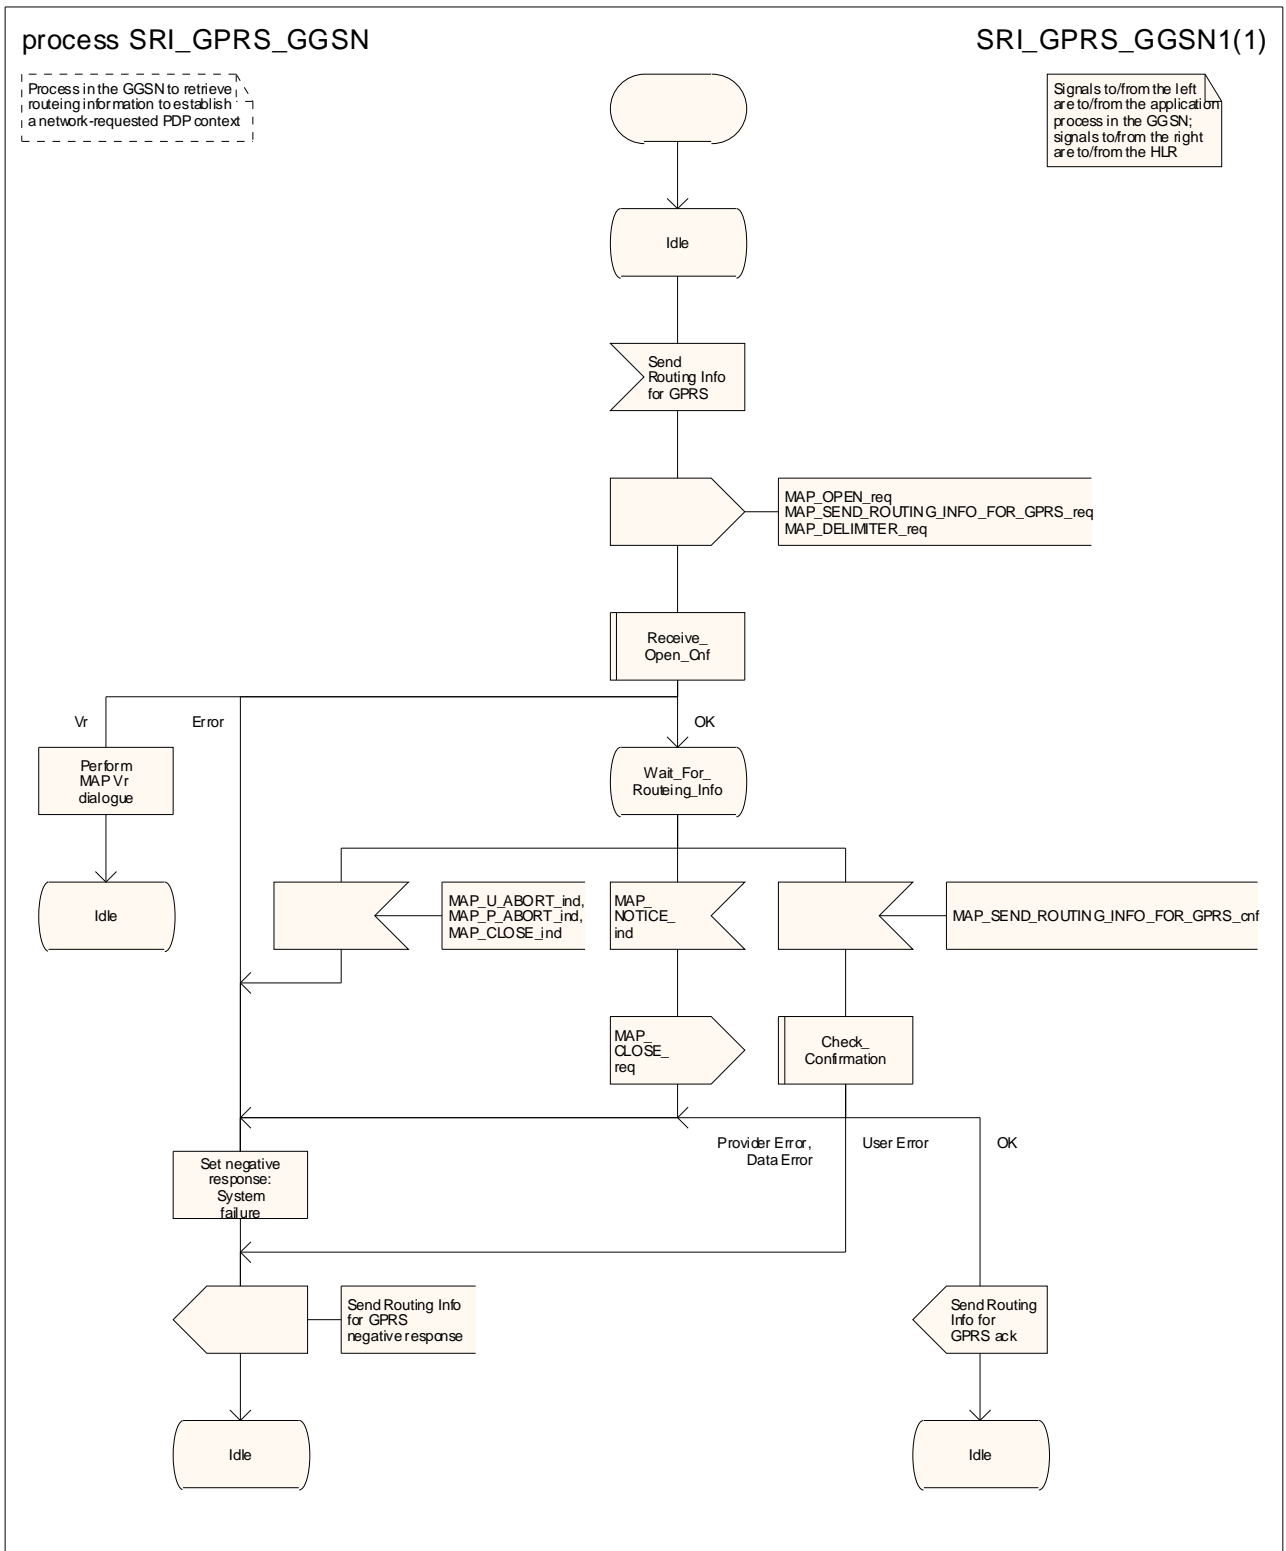 process SRI_GPRS_GGSN
SRI_GPRS_GGSN1(1)
Process in the GGSN to retrieve
routeing information to establish
a network-requested PDP context
Signals to/from the left
are to/from the application
process in the GGSN;
signals to/from the right
are to/from the HLR
Idle
Send
Routing Info
for GPRS
MAP_OPEN_req
MAP_SEND_ROUTING_INFO_FOR_GPRS_req
MAP_DELIMITER_req
Receive_
Open_Cnf
Vr
Error
OK
Perform
MAP Vr
dialogue
Wait_For_
Routeing_Info
Idle
MAP_U_ABORT_ind,
MAP_P_ABORT_ind,
MAP_CLOSE_ind
MAP_
NOTICE_
ind
MAP_SEND_ROUTING_INFO_FOR_GPRS_cnf
MAP_
CLOSE_
req
Check_
Confirmation
Provider Error,
Data Error
User Error
OK
Set negative
response:
System
failure
Send Routing Info
for GPRS
negative response
Send Routing
Info for
GPRS ack
Idle
Idle